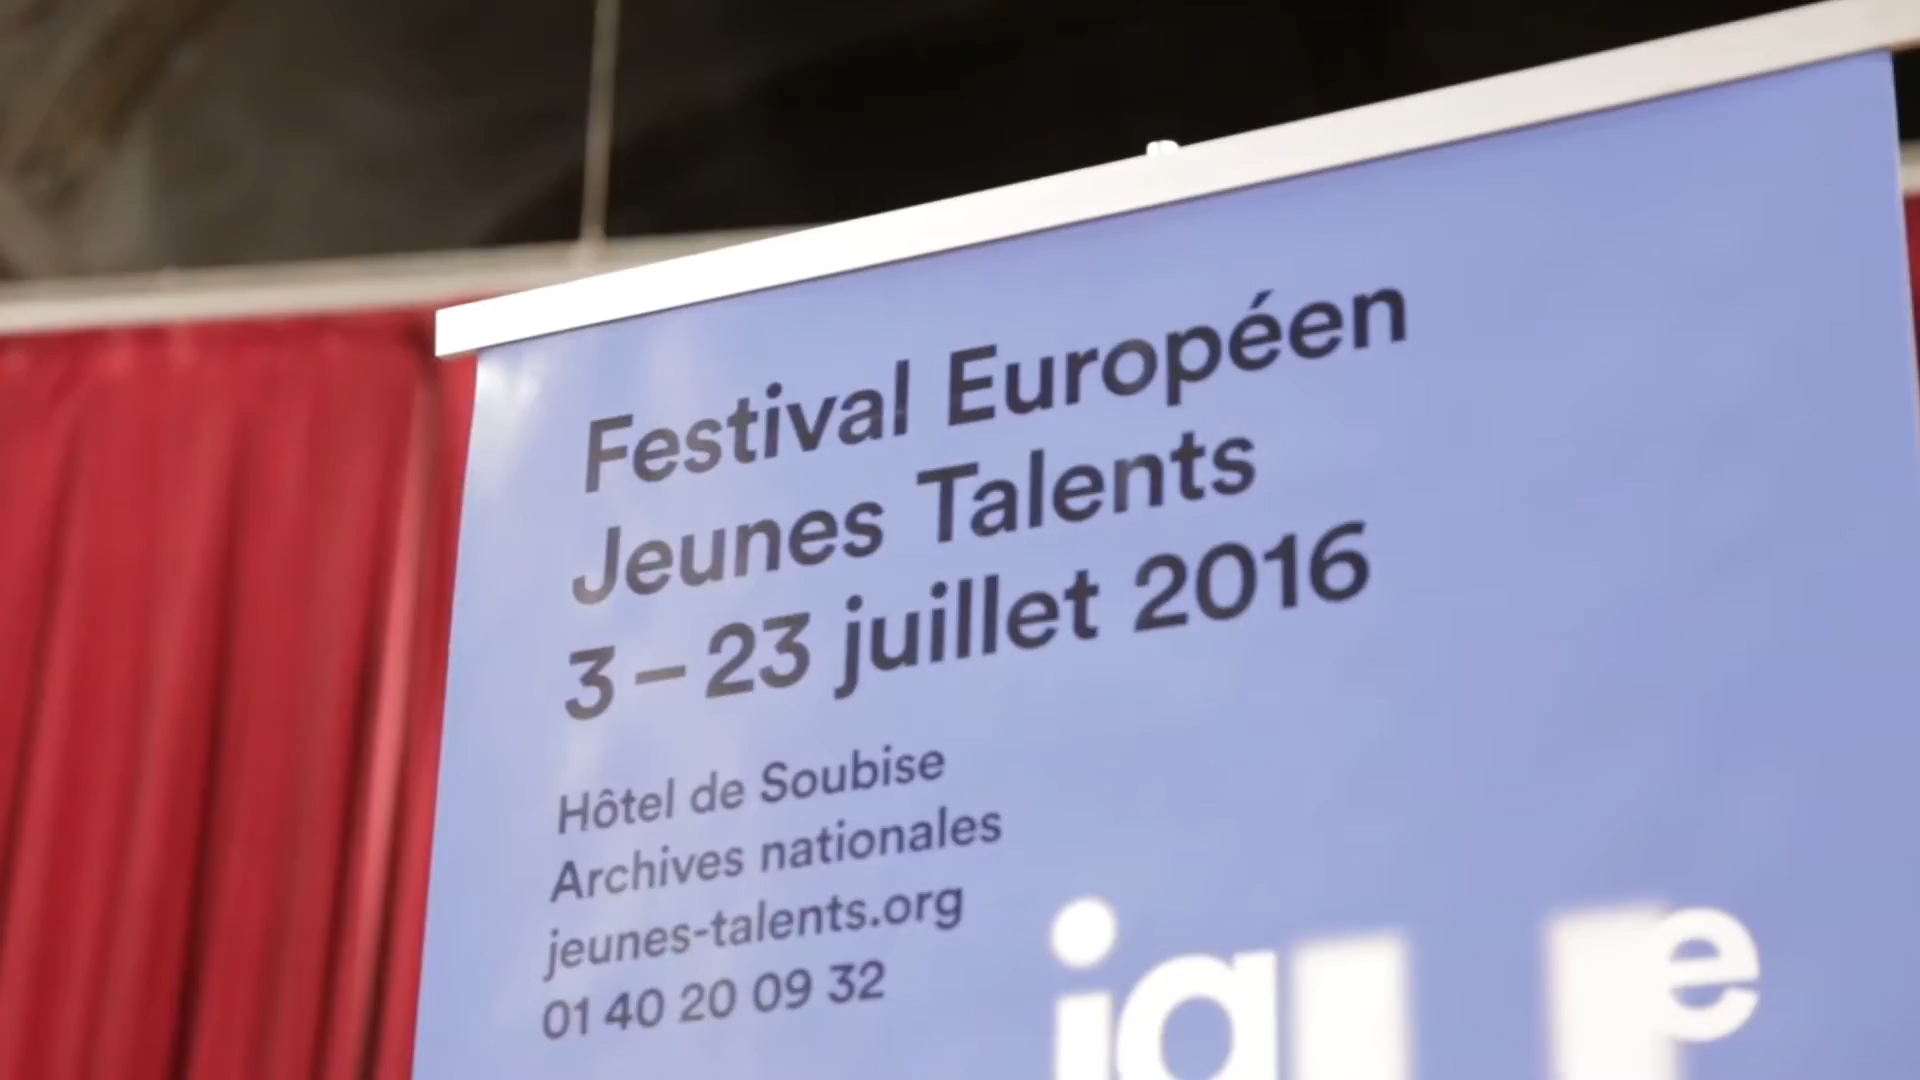 Festival Européen
Jeunes Talents
3 – 23 juillet 2016
Hôtel de Soubise
Archives nationales
jeunes-talents.org
01 40 20 09 32